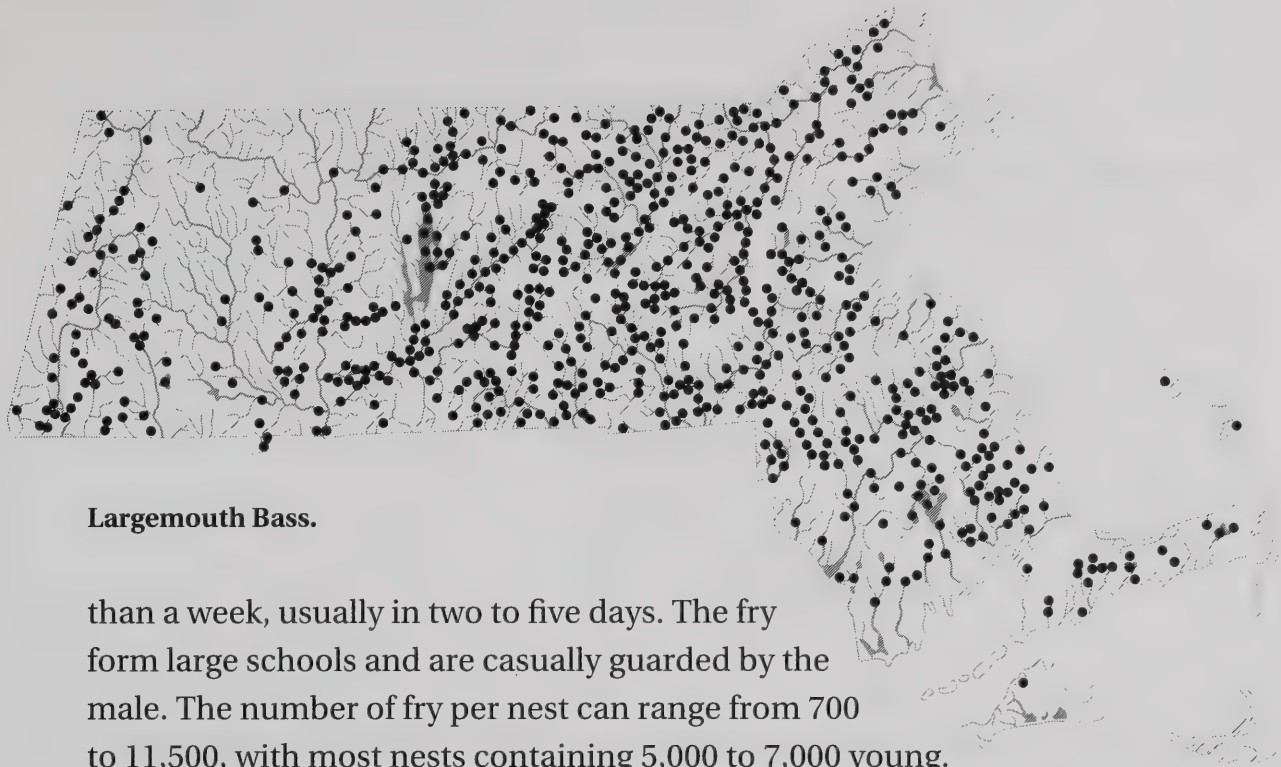 Largemouth Bass.
than a week, usually in two to five days. The fry
form large schools and are casually guarded by the
male. The number of fry per nest can range from 700
to 11,500, with most nests containing 5,000 to 7,000 young.